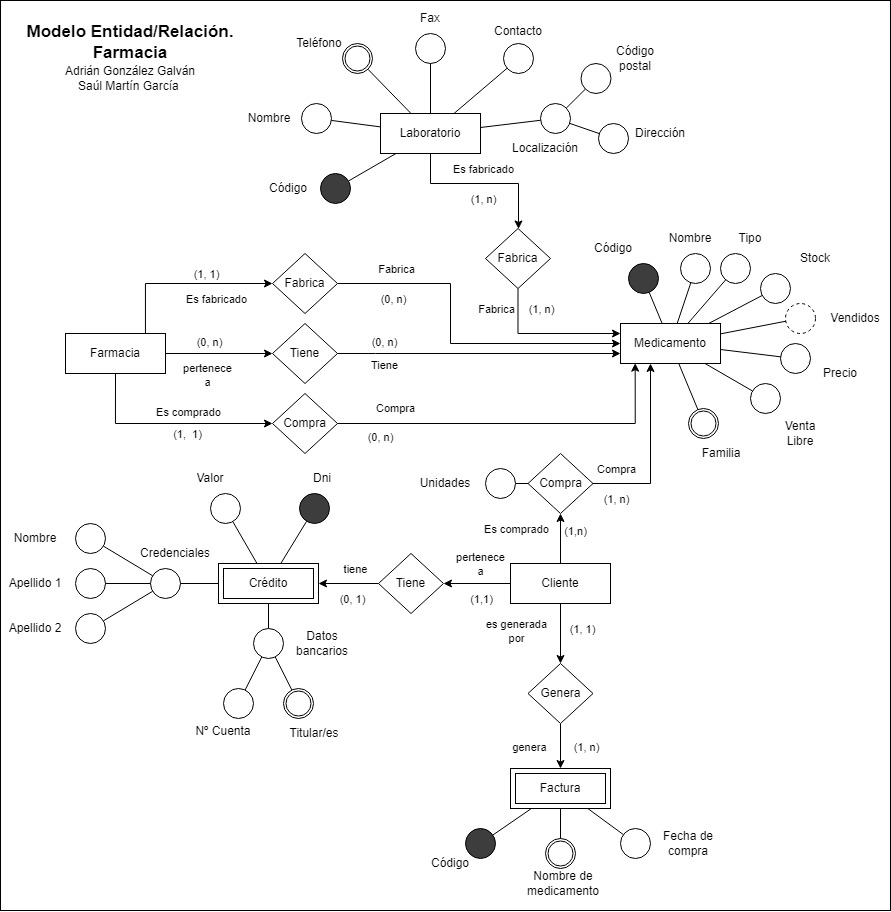 Modelo Entidad/Relación.
Farmacia
Adrián González Galván
Saúl Martín García
Fax
Teléfono
Contacto
Código
postal
Nombre
Laboratorio
Dirección
Localización
Código
Es fabricado
(1, n)
Fabrica
Fabrica
(1, n)
Código
Nombre
Tipo
Stock
Vendidos
Medicamento
Precio
Venta
Libre
Familia
(1, 1)
Es fabricado
Fabrica
Fabrica
(0, n)
Farmacia
(0, n)
pertenece
a
Tiene
(0, n)
Tiene
Es comprado
(1, 1)
Compra
Compra
(0, n)
Unidades
Compra
Compra
(1, n)
Es comprado
(1,n)
Valor
Dni
Nombre
Credenciales
Apellido 1
Apellido 2
Crédito
tiene
(0, 1)
Tiene
pertenece
a
(1,1)
Cliente
Datos
bancarios
Nº Cuenta
Titular/es
es generada
por
(1, 1)
Genera
genera
(1, n)
Factura
Código
Nombre de
medicamento
Fecha de
compra